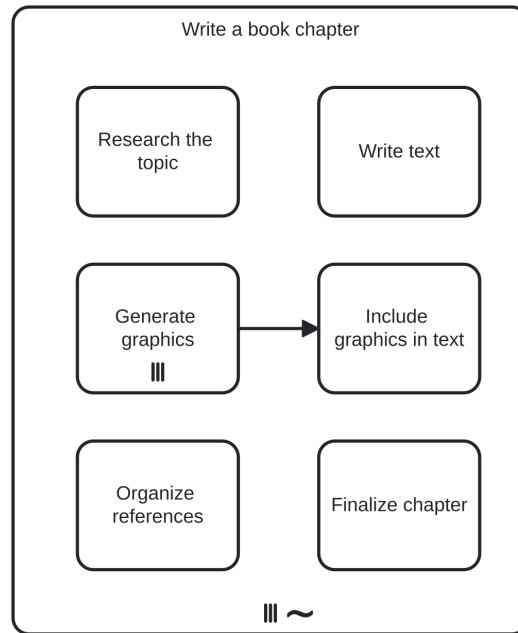 Write a book chapter
Research the
topic
Write text
Generate
graphics
Include
graphics in text
Organize
references
Finalize chapter